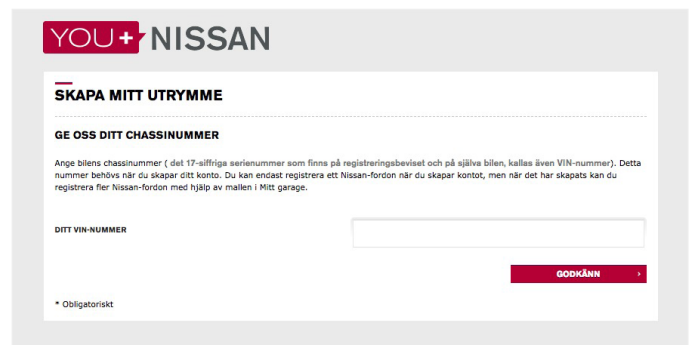 YOU+ NISSAN
SKAPA MITT UTRYMME
GE OSS DITT CHASSINUMMER
Ange bilens chassinummer ( det 17-siffriga serienummer som finns på registreringsbeviset och på själva bilen, kallas även VIN-nummer). Detta
nummer behövs när du skapar ditt konto. Du kan endast registrera ett Nissan-fordon när du skapar kontot, men när det har skapats kan du
registrera fler Nissan-fordon med hjälp av mallen i Mitt garage.
DITT VIN-NUMMER
GODKÄNN ›
* Obligatoriskt